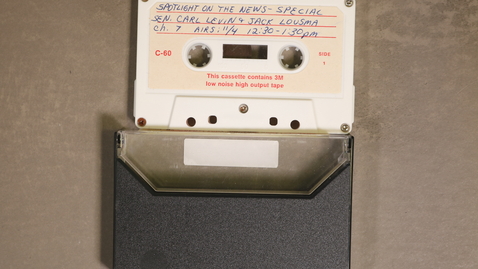 SPOTLIGHT ON THE NEWS-SPECIAL
SEN. CARL LEVIN & JACK LOUSMA
Ch. 7 AIRS: 11/4 12:30-1:30pm
C-60
SIDE
1
This cassette contains 3M
low noise high output tape